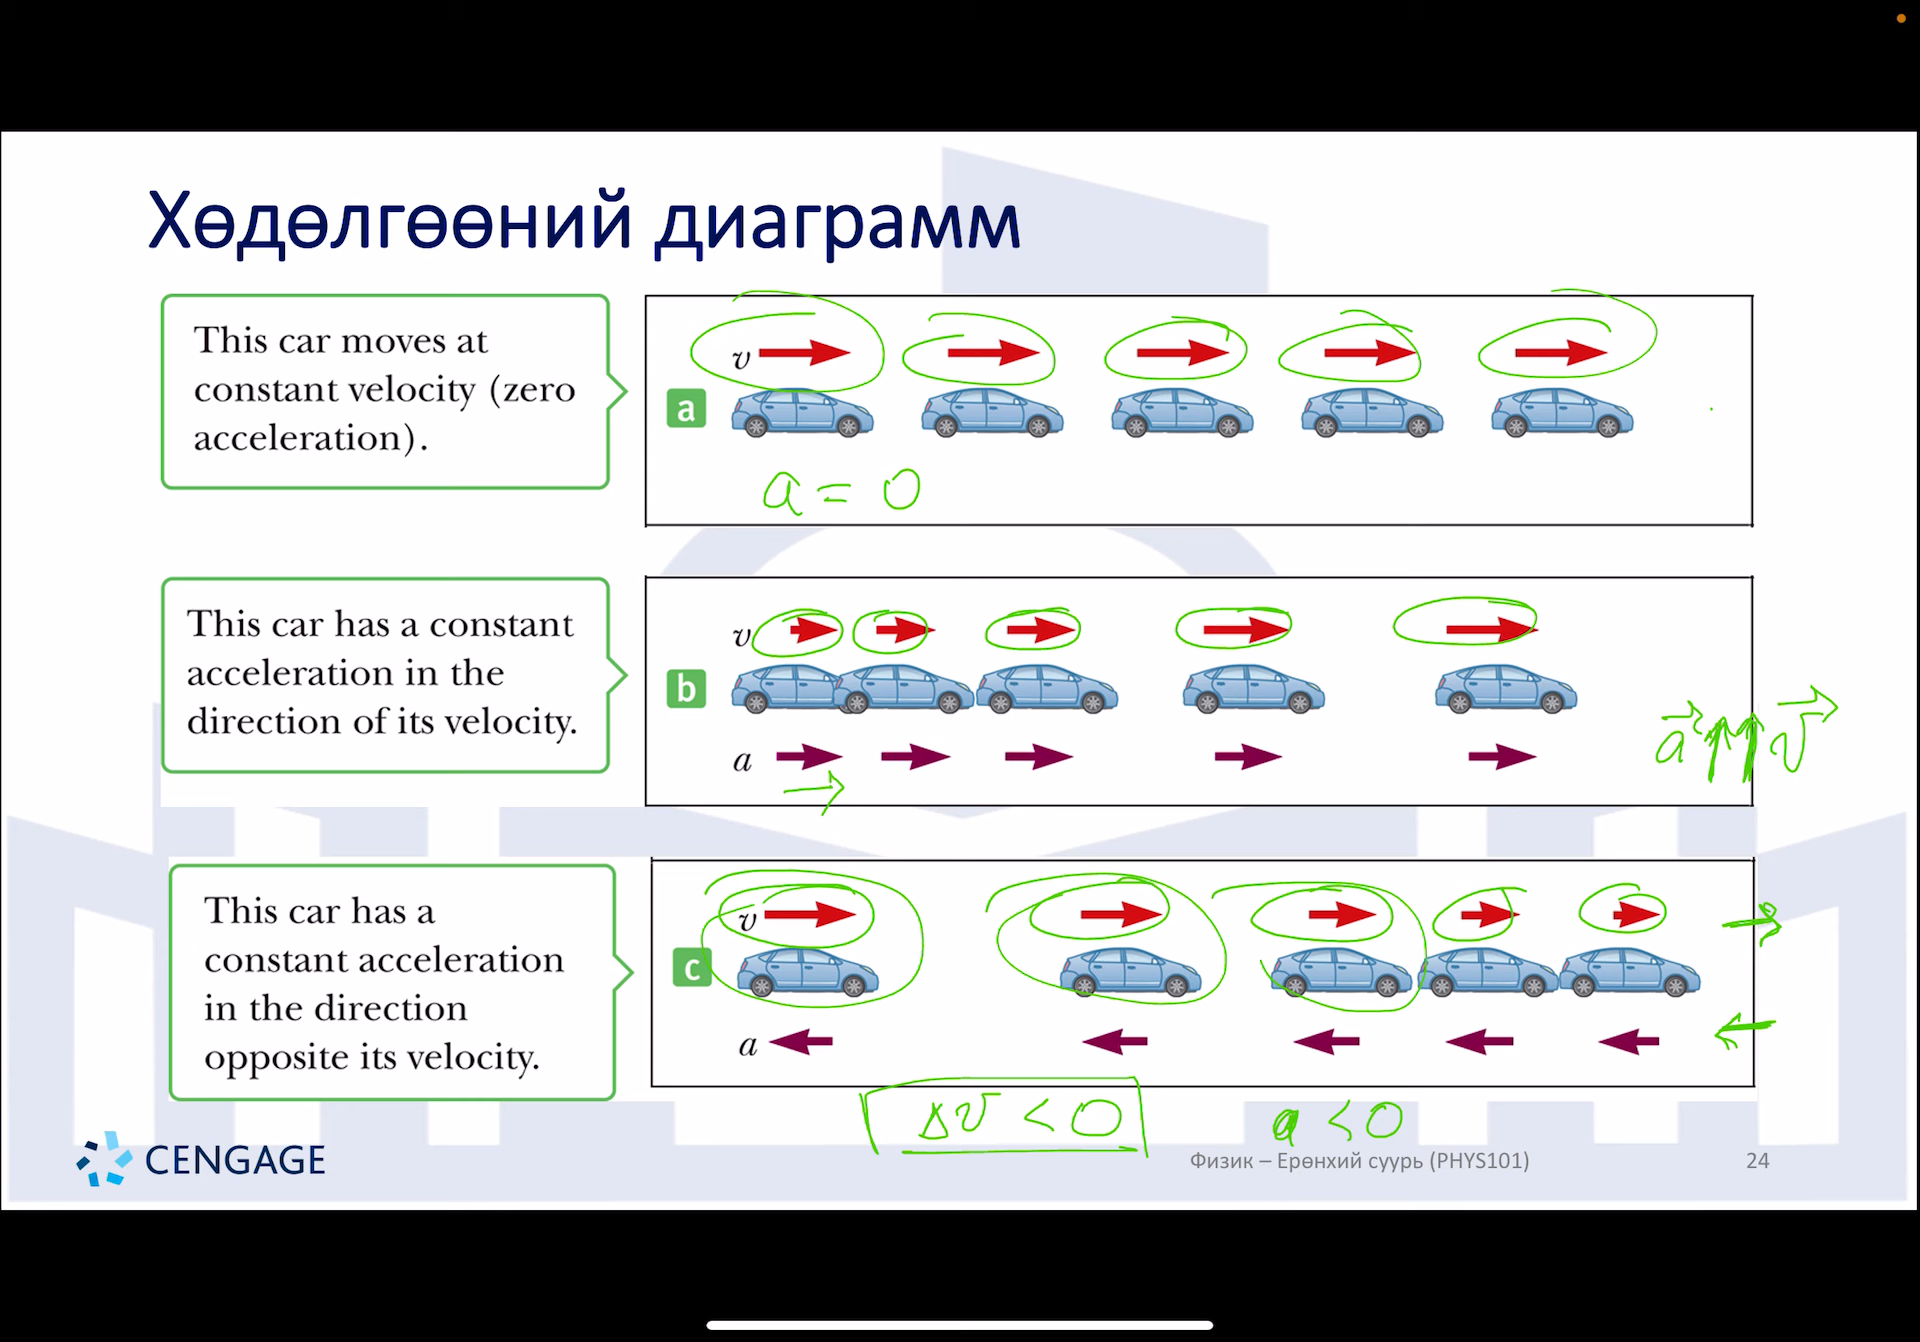 Хөдөлгөөний диаграмм
This car moves at
constant velocity (zero
acceleration).
v
a
a = 0
This car has a constant
acceleration in the
direction of its velocity.
v
b
a
a⃗ ↑↑ v⃗
This car has a
constant acceleration
in the direction
opposite its velocity.
v
c
a
Δv < 0
a < 0
CENGAGE
Физик – Ерөнхий суурь (PHYS101)
24